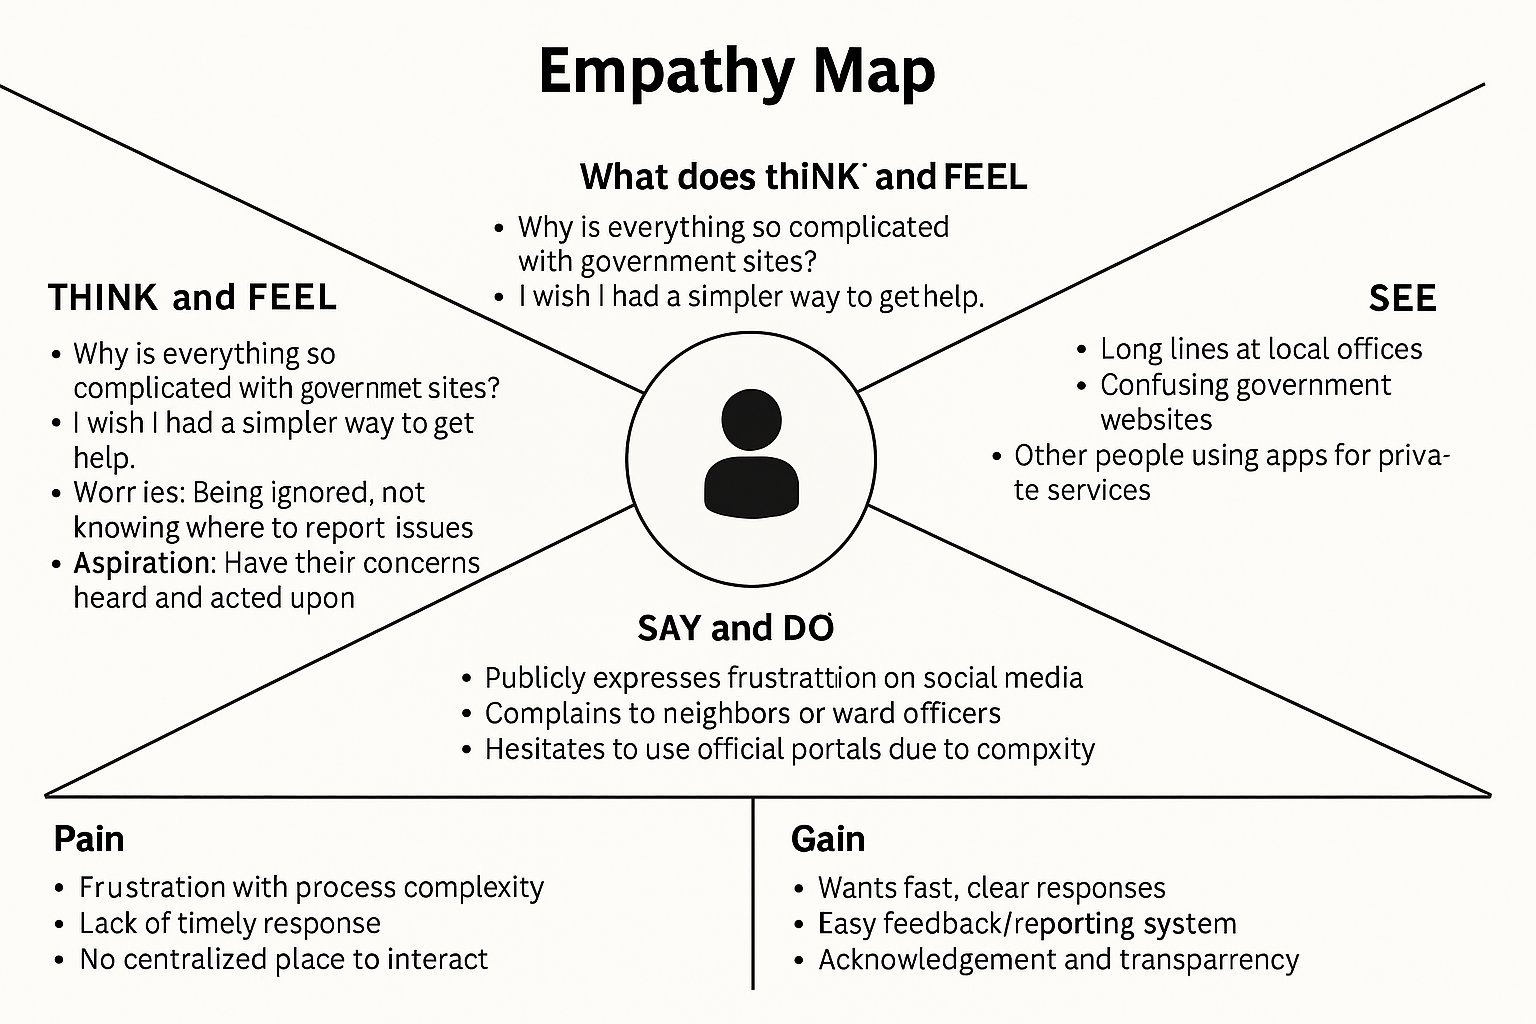 Empathy Map
What does thiNK˙ and FEEL
• Why is everything so complicated
with government sites?
• I wish I had a simpler way to get help.
THINK and FEEL
• Why is everything so
complicated with governmet sites?
• I wish I had a simpler way to get
help.
• Worr ies: Being ignored, not
knowing where to report issues
• Aspiration: Have their concerns
heard and acted upon
SEE
• Long lines at local offices
• Confusing government
websites
• Other people using apps for priva-
te services
SAY and DO
• Publicly expresses frustrattion on social media
• Complains to neighbors or ward officers
• Hesitates to use official portals due to compxity
Pain
• Frustration with process complexity
• Lack of timely response
• No centralized place to interact
Gain
• Wants fast, clear responses
• Easy feedback/reporting system
• Acknowledgement and transparrency